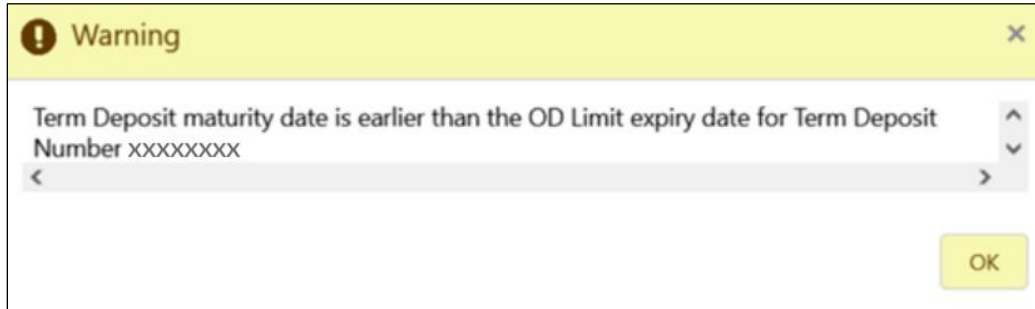 Warning
Term Deposit maturity date is earlier than the OD Limit expiry date for Term Deposit
Number XXXXXXXX
OK